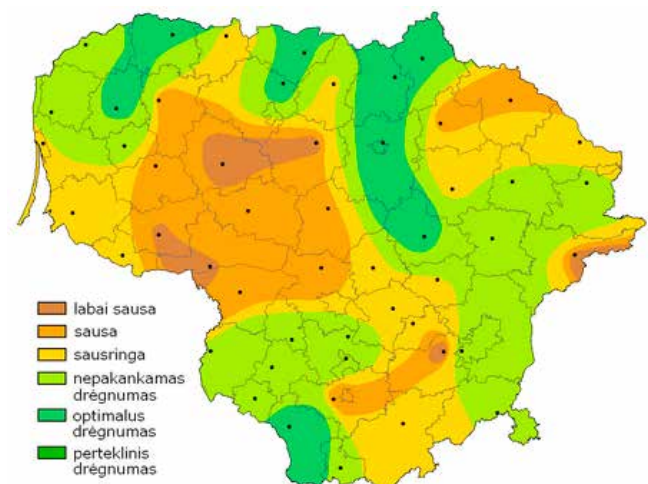 labai sausa
sausa
sausringa
nepakankamas
drėgnumas
optimalus
drėgnumas
perteklinis
drėgnumas